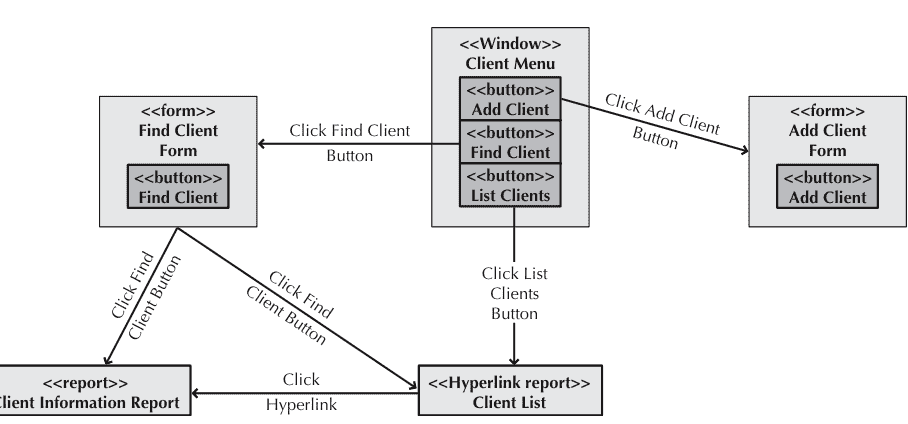 <<Window>>
Client Menu
<<button>>
Add Client
<<button>>
Find Client
<<button>>
List Clients
<<form>>
Find Client
Form
<<button>>
Find Client
Click Find Client
Button
Click Add Client
Button
<<form>>
Add Client
Form
<<button>>
Add Client
Click Find
Client Button
Click Find
Client Button
Click List
Clients
Button
<<report>>
Client Information Report
Click
Hyperlink
<<Hyperlink report>>
Client List